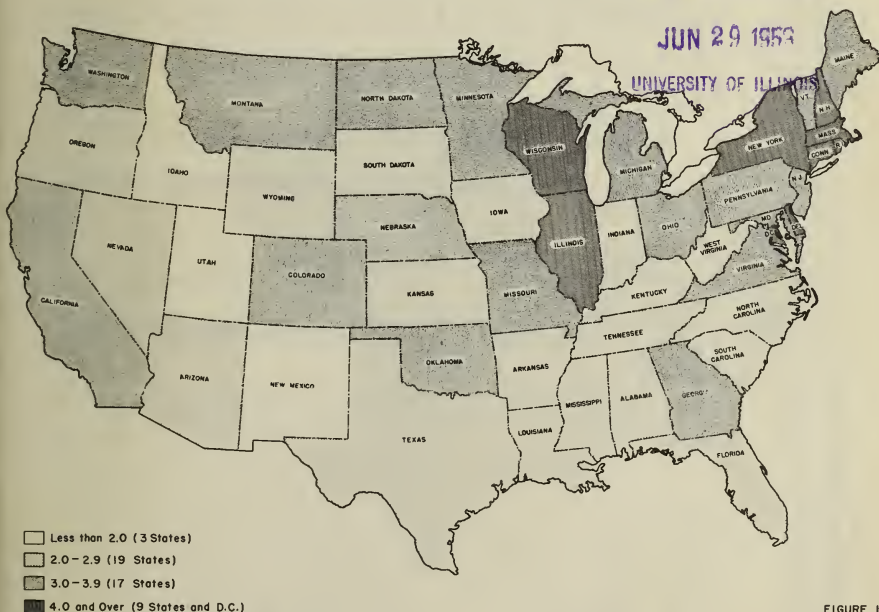 JUN 29 1959
UNIVERSITY OF ILLINOIS
WASHINGTON
MONTANA
NORTH DAKOTA
MINNESOTA
MAINE
VT.
N.H.
OREGON
IDAHO
WYOMING
SOUTH DAKOTA
WISCONSIN
MICHIGAN
NEW YORK
MASS.
CONN.
R.I.
NEVADA
UTAH
COLORADO
NEBRASKA
IOWA
ILLINOIS
INDIANA
OHIO
PENNSYLVANIA
N.J.
MD.
D.C.
DEL.
WEST
VIRGINIA
VIRGINIA
CALIFORNIA
KANSAS
MISSOURI
KENTUCKY
NORTH
CAROLINA
TENNESSEE
SOUTH
CAROLINA
ARIZONA
NEW MEXICO
OKLAHOMA
ARKANSAS
MISSISSIPPI
ALABAMA
GEORGIA
TEXAS
LOUISIANA
FLORIDA
Less than 2.0 (3 States)
2.0-2.9 (19 States)
3.0-3.9 (17 States)
4.0 and Over (9 States and D.C.)